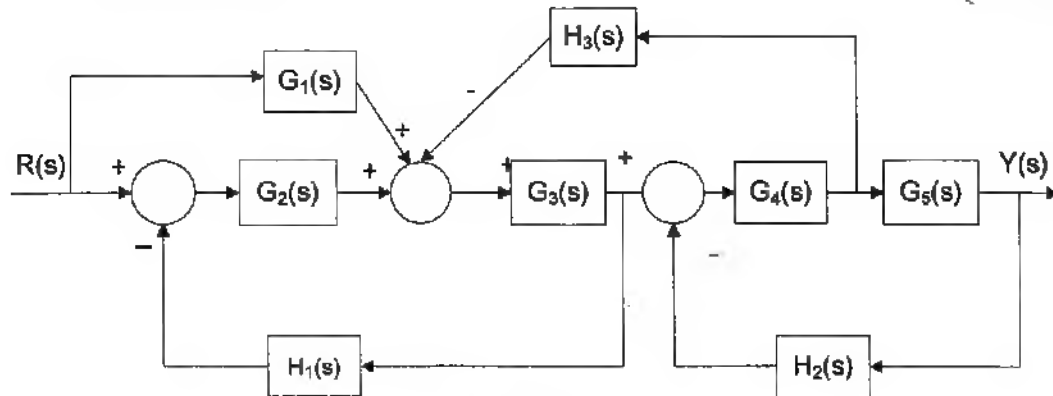 H₃(s)
G₁(s)
-
+
R(s)
+
G₂(s)
+
+
G₃(s)
+
G₄(s)
G₅(s)
Y(s)
−
-
H₁(s)
H₂(s)